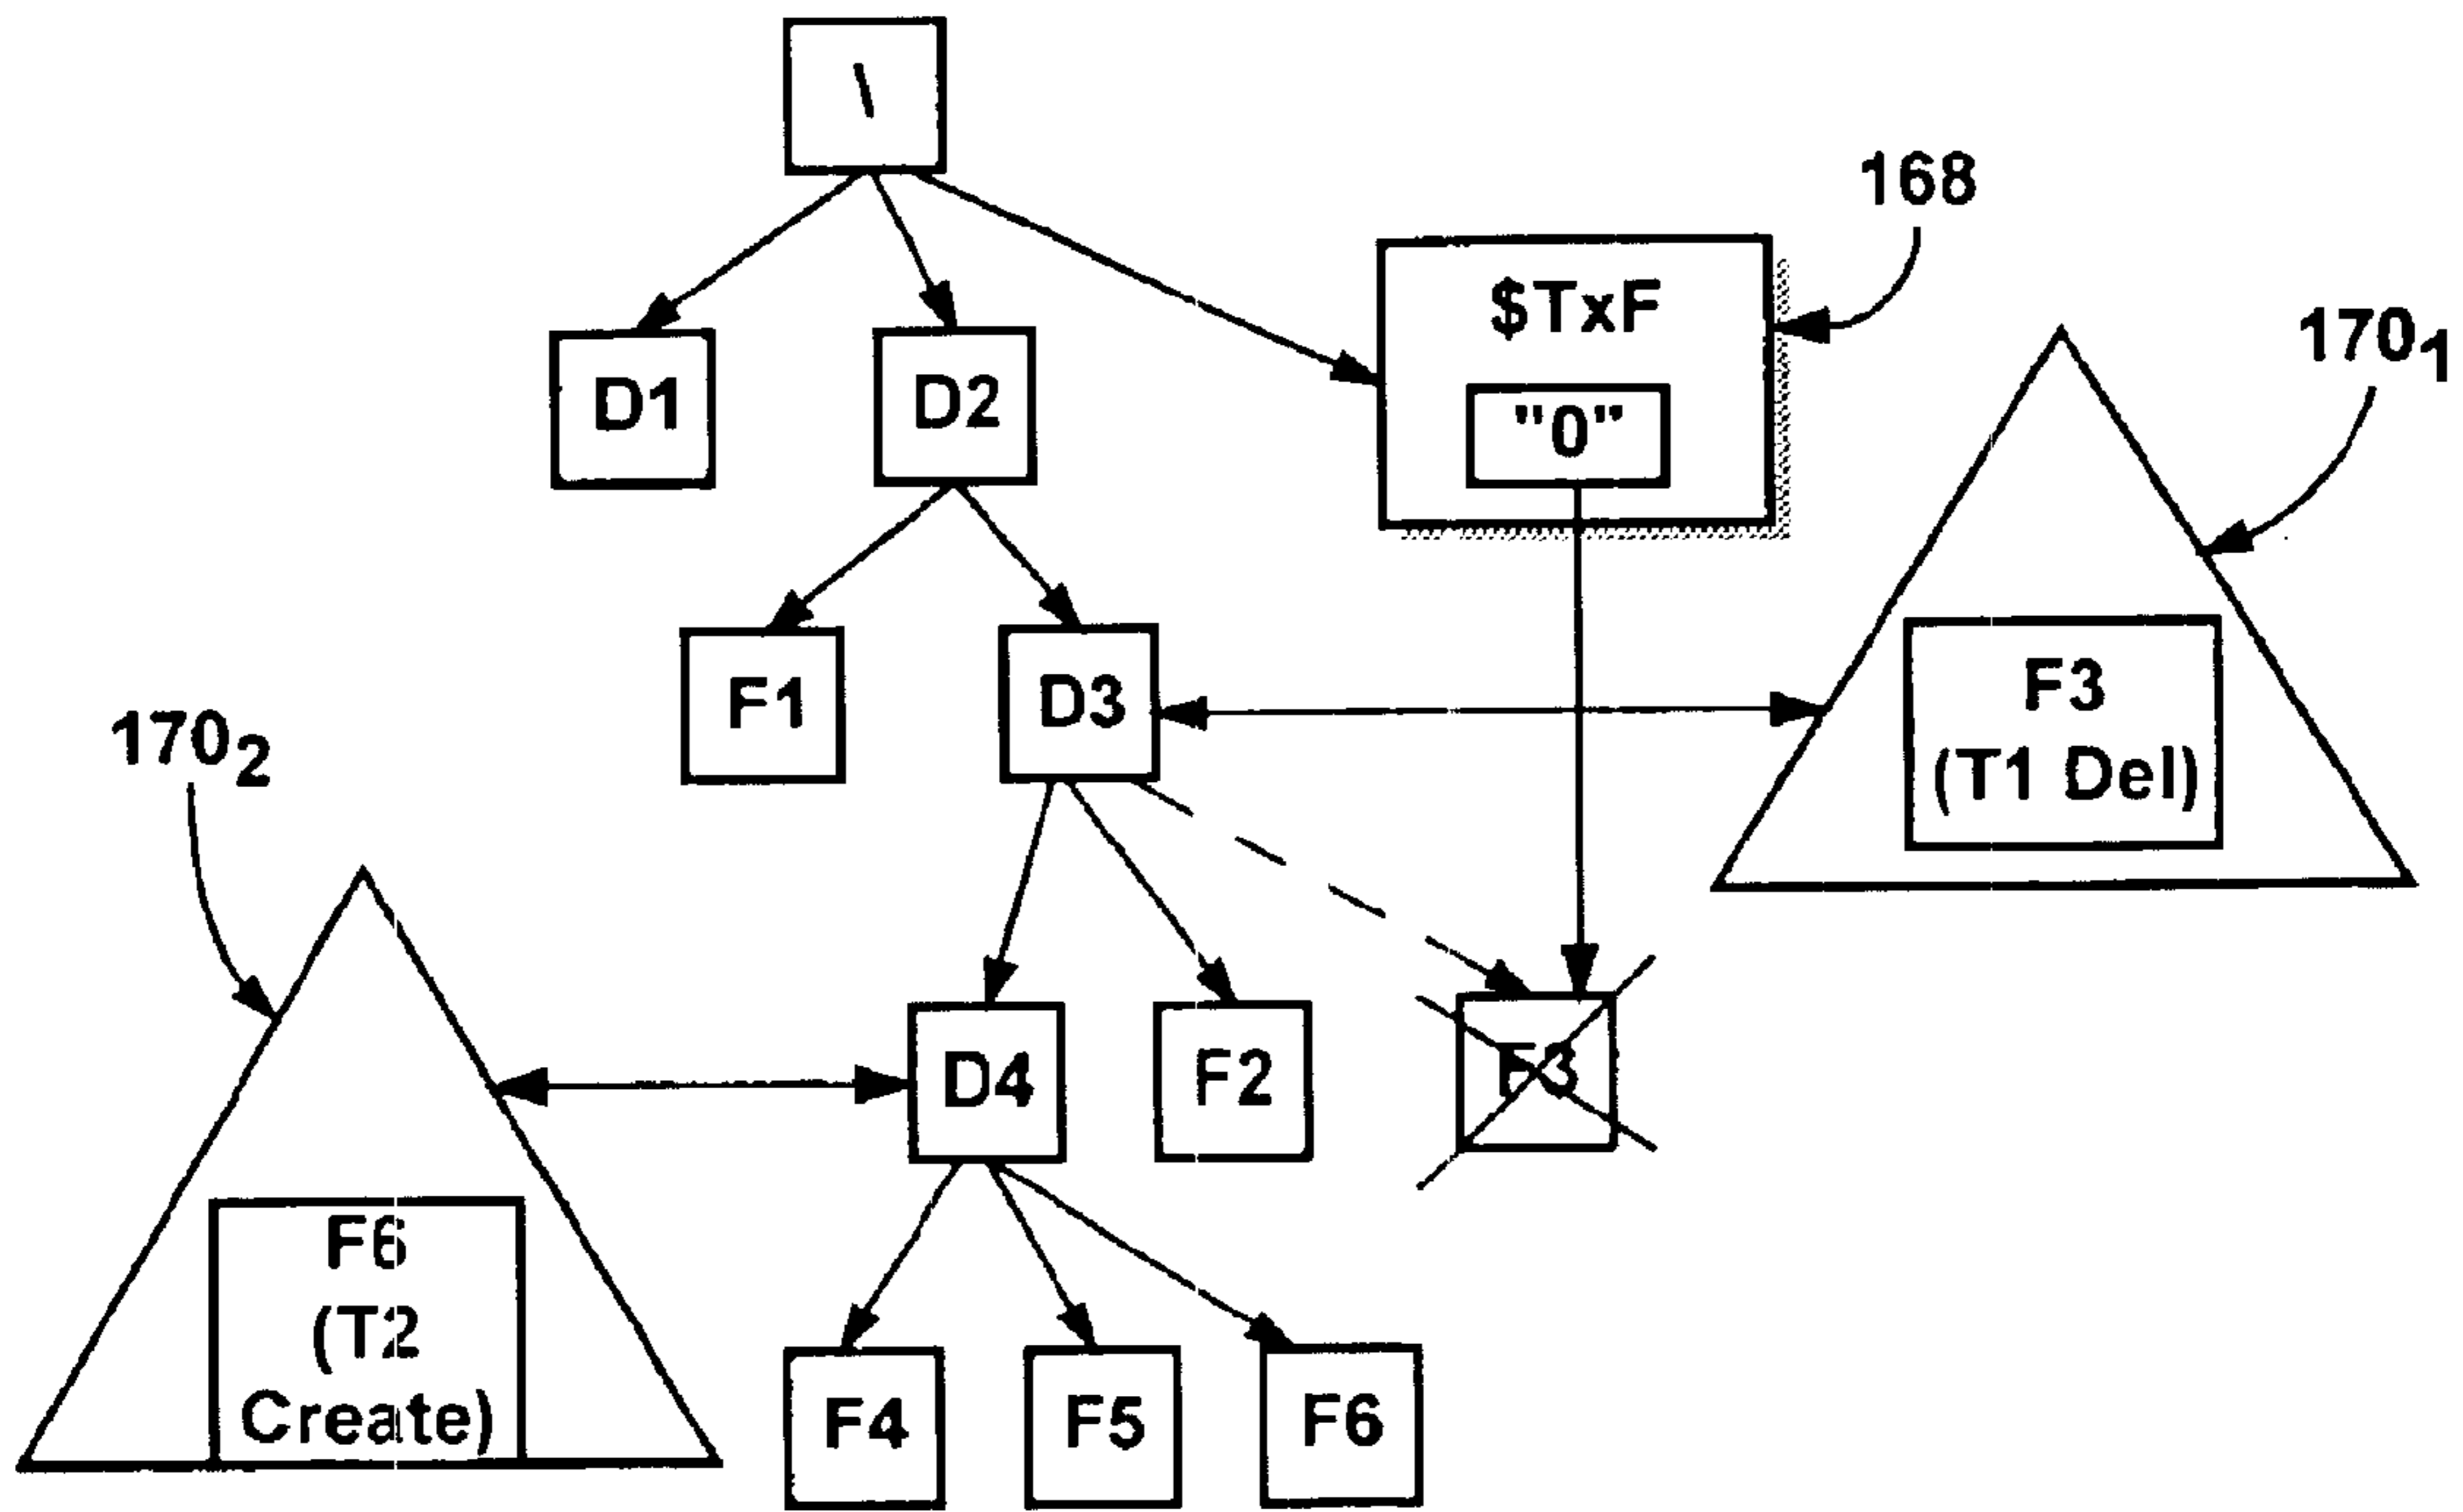 \
168
$TxF
170₁
D1
D2
"0"
F1
D3
F3
(T1 Del)
170₂
D4
F2
F3
F6
(T2
Create)
F4
F5
F6